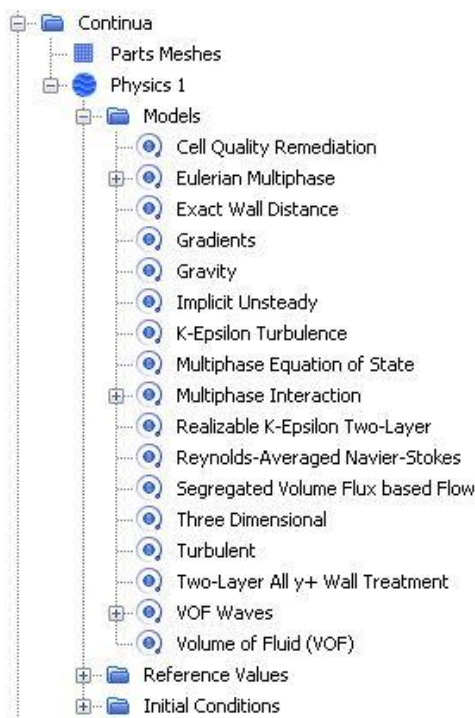 Continua
Parts Meshes
Physics 1
Models
Cell Quality Remediation
Eulerian Multiphase
Exact Wall Distance
Gradients
Gravity
Implicit Unsteady
K-Epsilon Turbulence
Multiphase Equation of State
Multiphase Interaction
Realizable K-Epsilon Two-Layer
Reynolds-Averaged Navier-Stokes
Segregated Volume Flux based Flow
Three Dimensional
Turbulent
Two-Layer All y+ Wall Treatment
VOF Waves
Volume of Fluid (VOF)
Reference Values
Initial Conditions